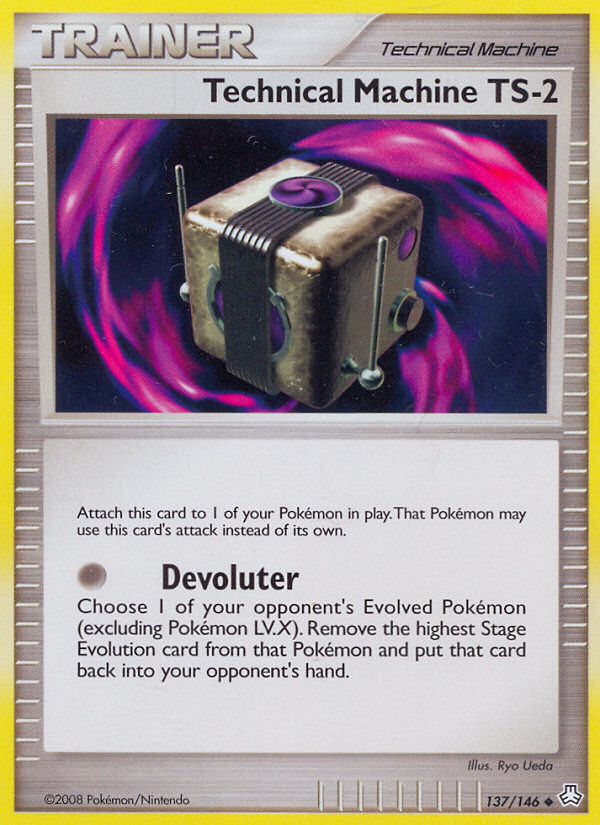 TRAINER
Technical Machine
Technical Machine TS-2
Attach this card to 1 of your Pokémon in play. That Pokémon may
use this card's attack instead of its own.
Devoluter
Choose 1 of your opponent's Evolved Pokémon
(excluding Pokémon LV.X). Remove the highest Stage
Evolution card from that Pokémon and put that card
back into your opponent's hand.
Illus. Ryo Ueda
©2008 Pokémon/Nintendo
137/146